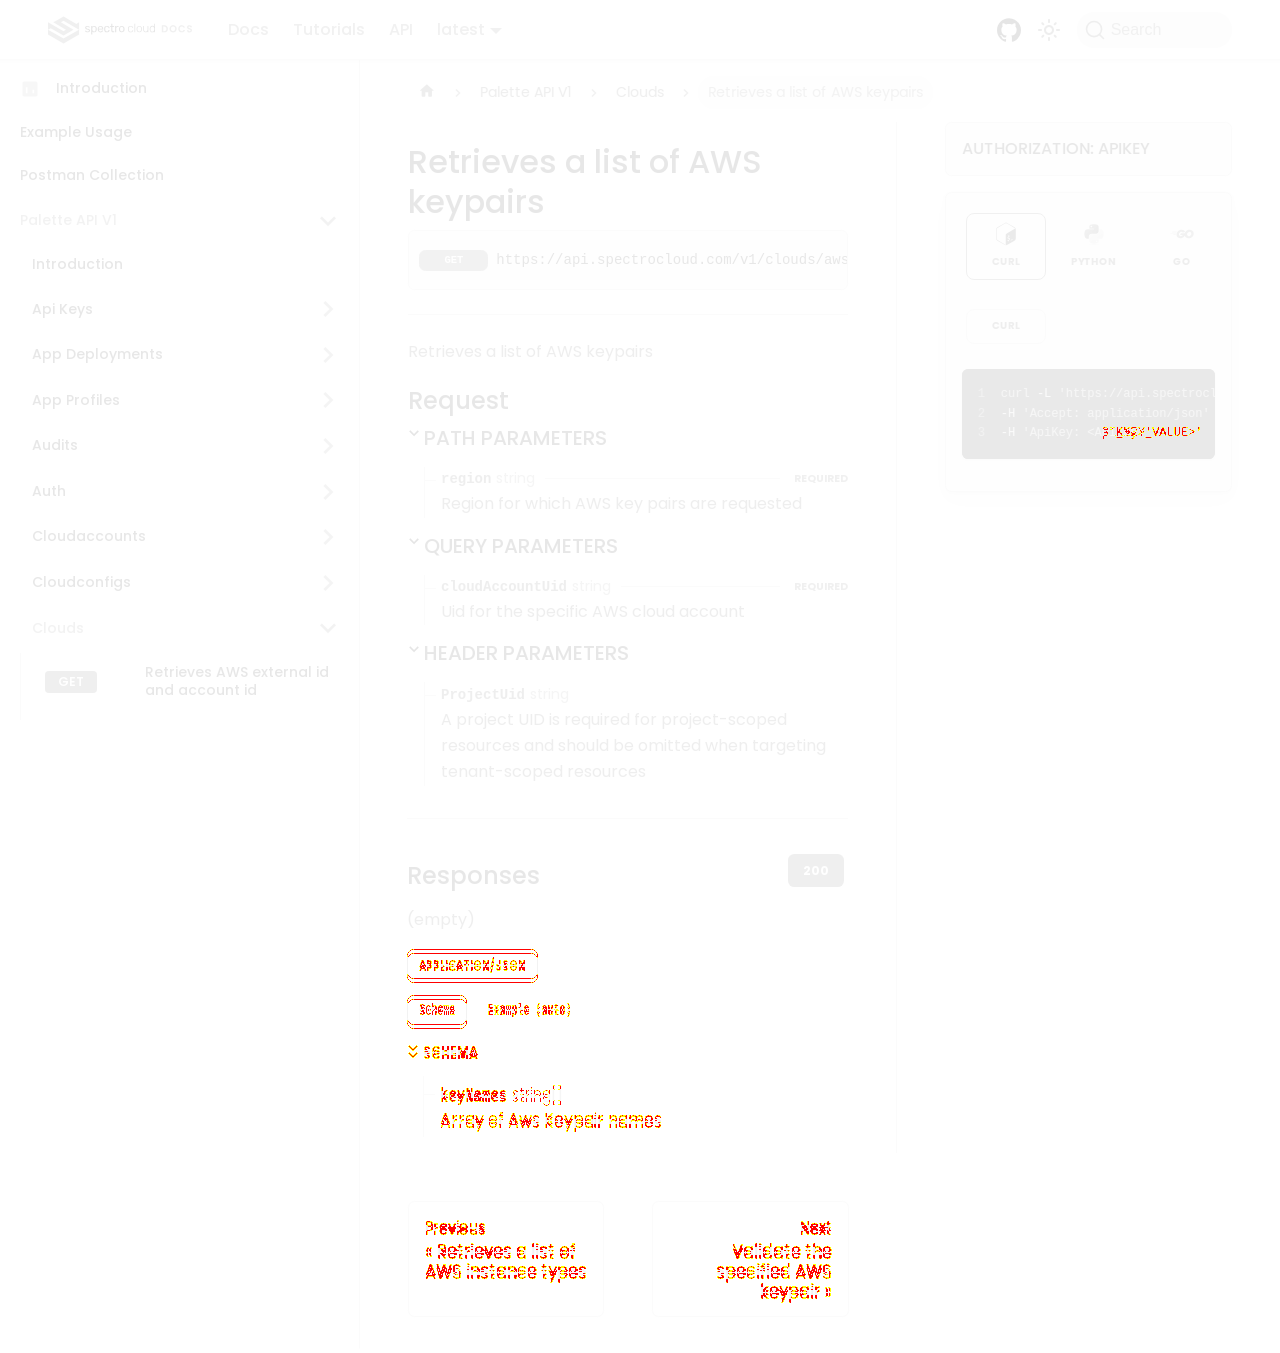 spectro cloud DOCS Docs Tutorials API latest Search
Introduction
Example Usage
Postman Collection
Palette API V1
Introduction
Api Keys
App Deployments
App Profiles
Audits
Auth
Cloudaccounts
Cloudconfigs
Clouds
GET Retrieves AWS external id
and account id
Palette API V1 Clouds Retrieves a list of AWS keypairs
Retrieves a list of AWS
keypairs
GET https://api.spectrocloud.com/v1/clouds/aws
Retrieves a list of AWS keypairs
Request
PATH PARAMETERS
region string REQUIRED
Region for which AWS key pairs are requested
QUERY PARAMETERS
cloudAccountUid string REQUIRED
Uid for the specific AWS cloud account
HEADER PARAMETERS
ProjectUid string
A project UID is required for project-scoped
resources and should be omitted when targeting
tenant-scoped resources
Responses 200
(empty)
APPLICATION/JSON
Schema Example (auto)
SCHEMA
keyNames string[]
Array of Aws keypair names
Previous
« Retrieves a list of
AWS instance types
Next
Validate the
specified AWS
keypair »
AUTHORIZATION: APIKEY
CURL PYTHON GO
CURL
1 curl -L 'https://api.spectrocl
2 -H 'Accept: application/json'
3 -H 'ApiKey: VALUE>'